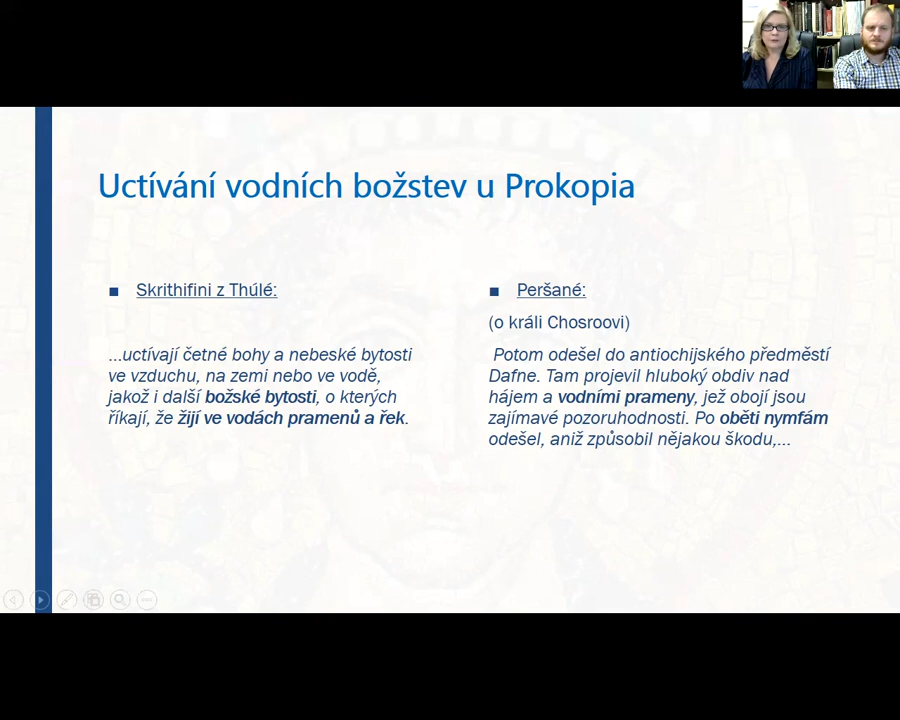 Uctívání vodních božstev u Prokopia
Skrithifini z Thúlé:
...uctívají četné bohy a nebeské bytosti
ve vzduchu, na zemi nebo ve vodě,
jakož i další božské bytosti, o kterých
říkají, že žijí ve vodách pramenů a řek.
Peršané:
(o králi Chosroovi)
Potom odešel do antiochijského předměstí
Dafne. Tam projevil hluboký obdiv nad
hájem a vodními prameny, jež obojí jsou
zajímavé pozoruhodnosti. Po oběti nymfám
odešel, aniž způsobil nějakou škodu,...